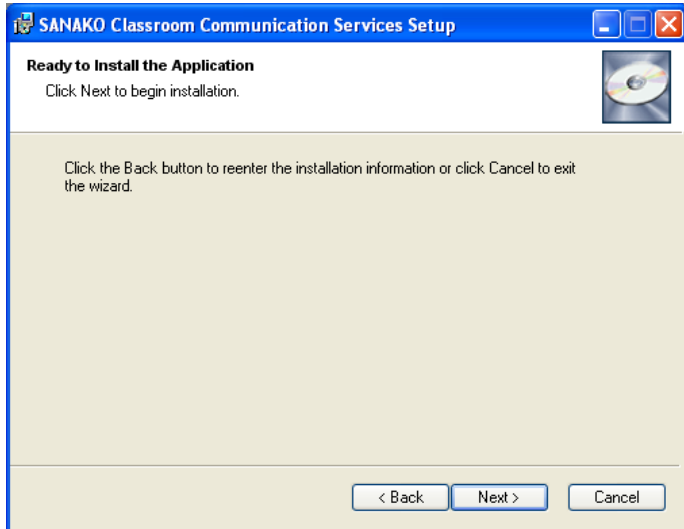 SANAKO Classroom Communication Services Setup
Ready to Install the Application
Click Next to begin installation.
Click the Back button to reenter the installation information or click Cancel to exit
the wizard.
< Back Next > Cancel